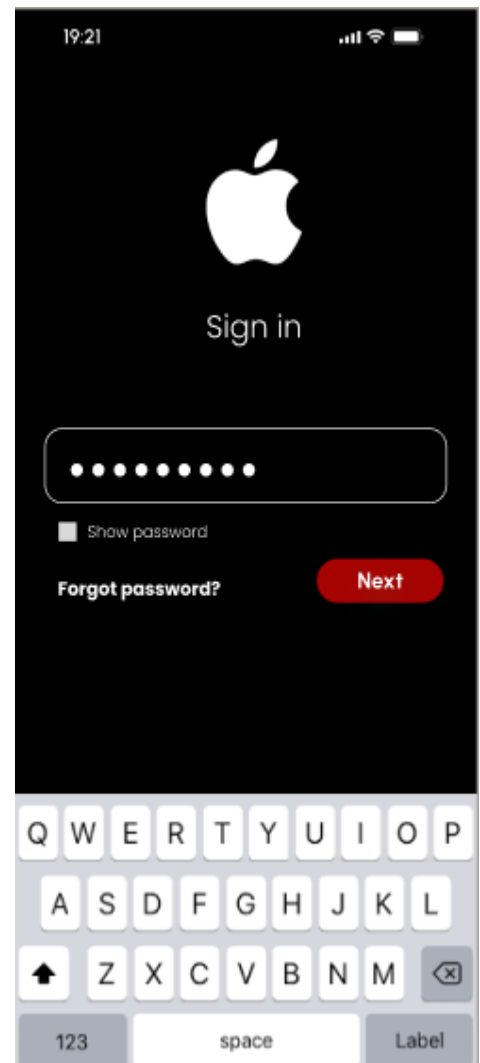 19:21
Sign in
Show password
Forgot password?
Next
Q W E R T Y U I O P
A S D F G H J K L
Z X C V B N M
123 space Label